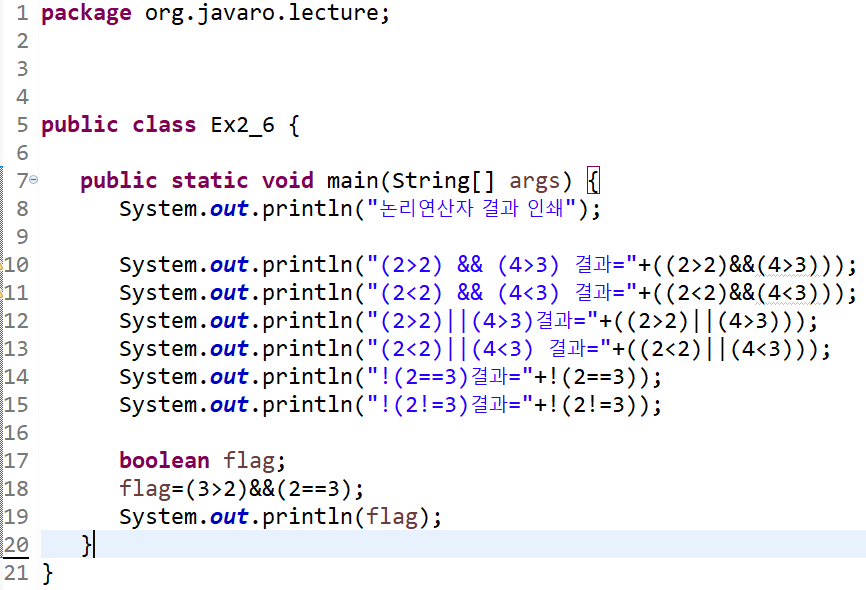 1 package org.javaro.lecture;
2
3
4
5 public class Ex2_6 {
6
7 public static void main(String[] args) {
8 System.out.println("논리연산자 결과 인쇄");
9
10 System.out.println("(2>2) && (4>3) 결과="+((2>2)&&(4>3)));
11 System.out.println("(2<2) && (4<3) 결과="+((2<2)&&(4<3)));
12 System.out.println("(2>2)||(4>3)결과="+((2>2)||(4>3)));
13 System.out.println("(2<2)||(4<3) 결과="+((2<2)||(4<3)));
14 System.out.println("!(2==3)결과="+!(2==3));
15 System.out.println("!(2!=3)결과="+!(2!=3));
16
17 boolean flag;
18 flag=(3>2)&&(2==3);
19 System.out.println(flag);
20 }
21 }